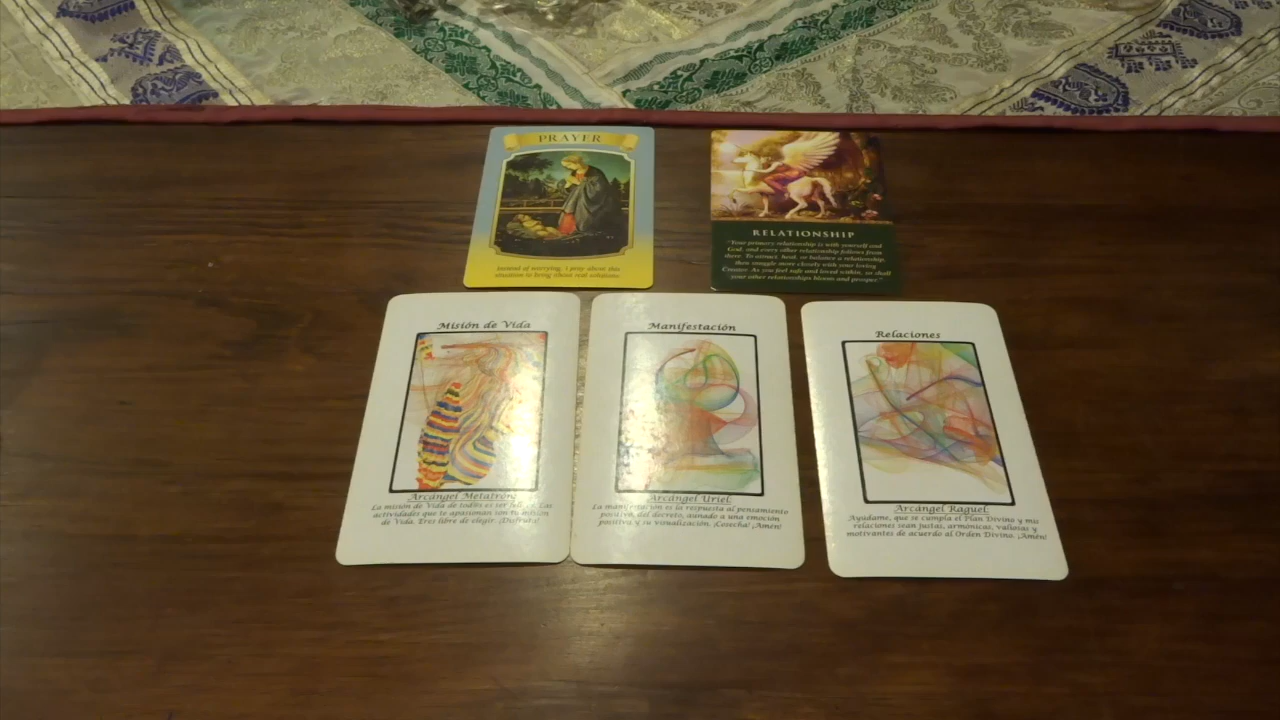 PRAYER
Instead of worrying, I pray about this
situation to bring about real solutions.
RELATIONSHIP
"Your primary relationship is with yourself and
God, and every other relationship follows from
there. To attract, heal, or balance a relationship,
then snuggle more closely with your loving
Creator. As you feel safe and loved within, so shall
your other relationships bloom and prosper."
Misión de Vida
Arcángel Metatrón
La misión de Vida de todos es ser feliz. Las
actividades que te apasionan son tu misión
de Vida. Eres libre de elegir. ¡Disfruta!
Manifestación
Arcángel Uriel
La manifestación es la respuesta al pensamiento
positivo, del decreto, aunado a una emoción
positiva y su visualización. ¡Cosecha! ¡Amén!
Relaciones
Arcángel Raguel
Ayúdame, que se cumpla el Plan Divino y mis
relaciones sean justas, armónicas, valiosas y
motivantes de acuerdo al Orden Divina. ¡Amén!